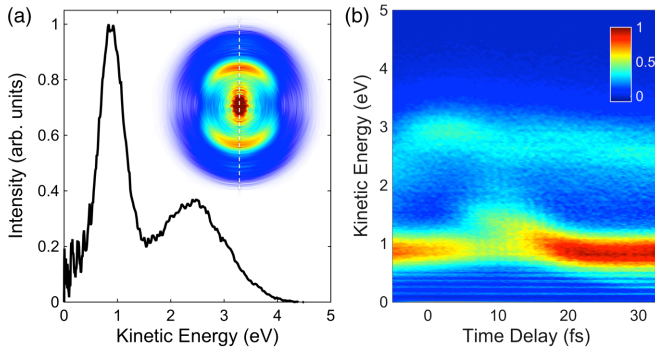 (a)
Intensity (arb. units)
1
0.8
0.6
0.4
0.2
0
0 1 2 3 4 5
Kinetic Energy (eV)
(b)
Kinetic Energy (eV)
5
4
3
2
1
0
1
0.5
0
0 10 20 30
Time Delay (fs)